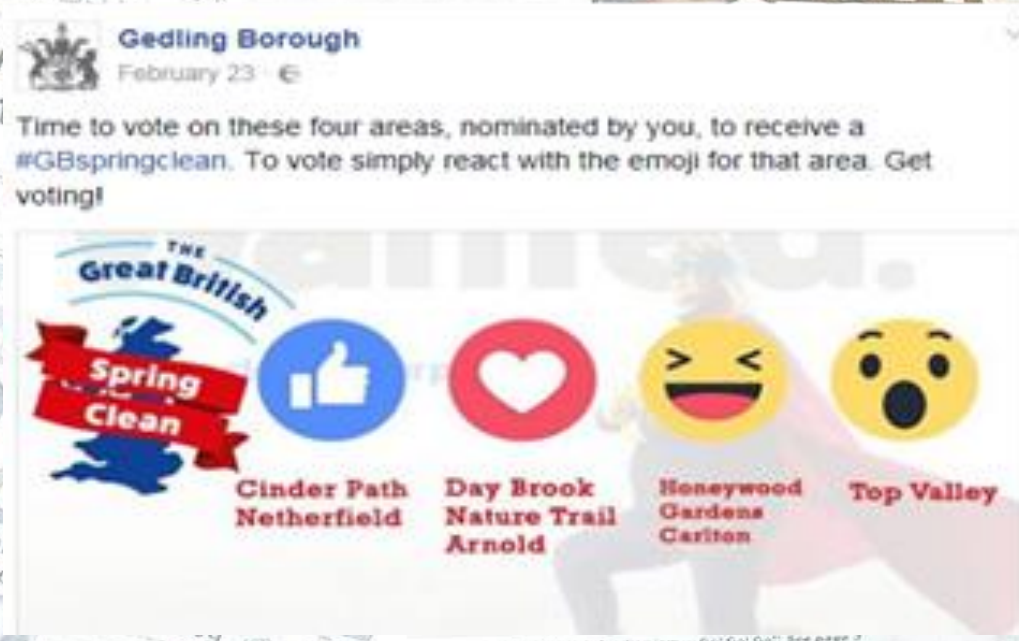 Gedling Borough
February 23
Time to vote on these four areas, nominated by you, to receive a
#GBspringclean. To vote simply react with the emoji for that area. Get
voting!
THE
Great British
Spring
Clean
Cinder Path
Netherfield
Day Brook
Nature Trail
Arnold
Honeywood
Gardens
Carlton
Top Valley